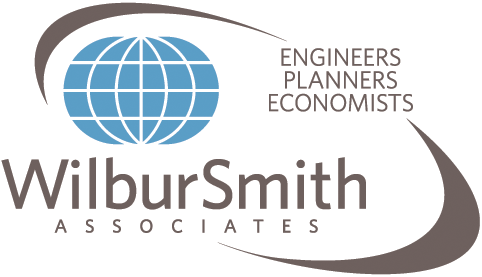 ENGINEERS
PLANNERS
ECONOMISTS
WilburSmith
ASSOCIATES